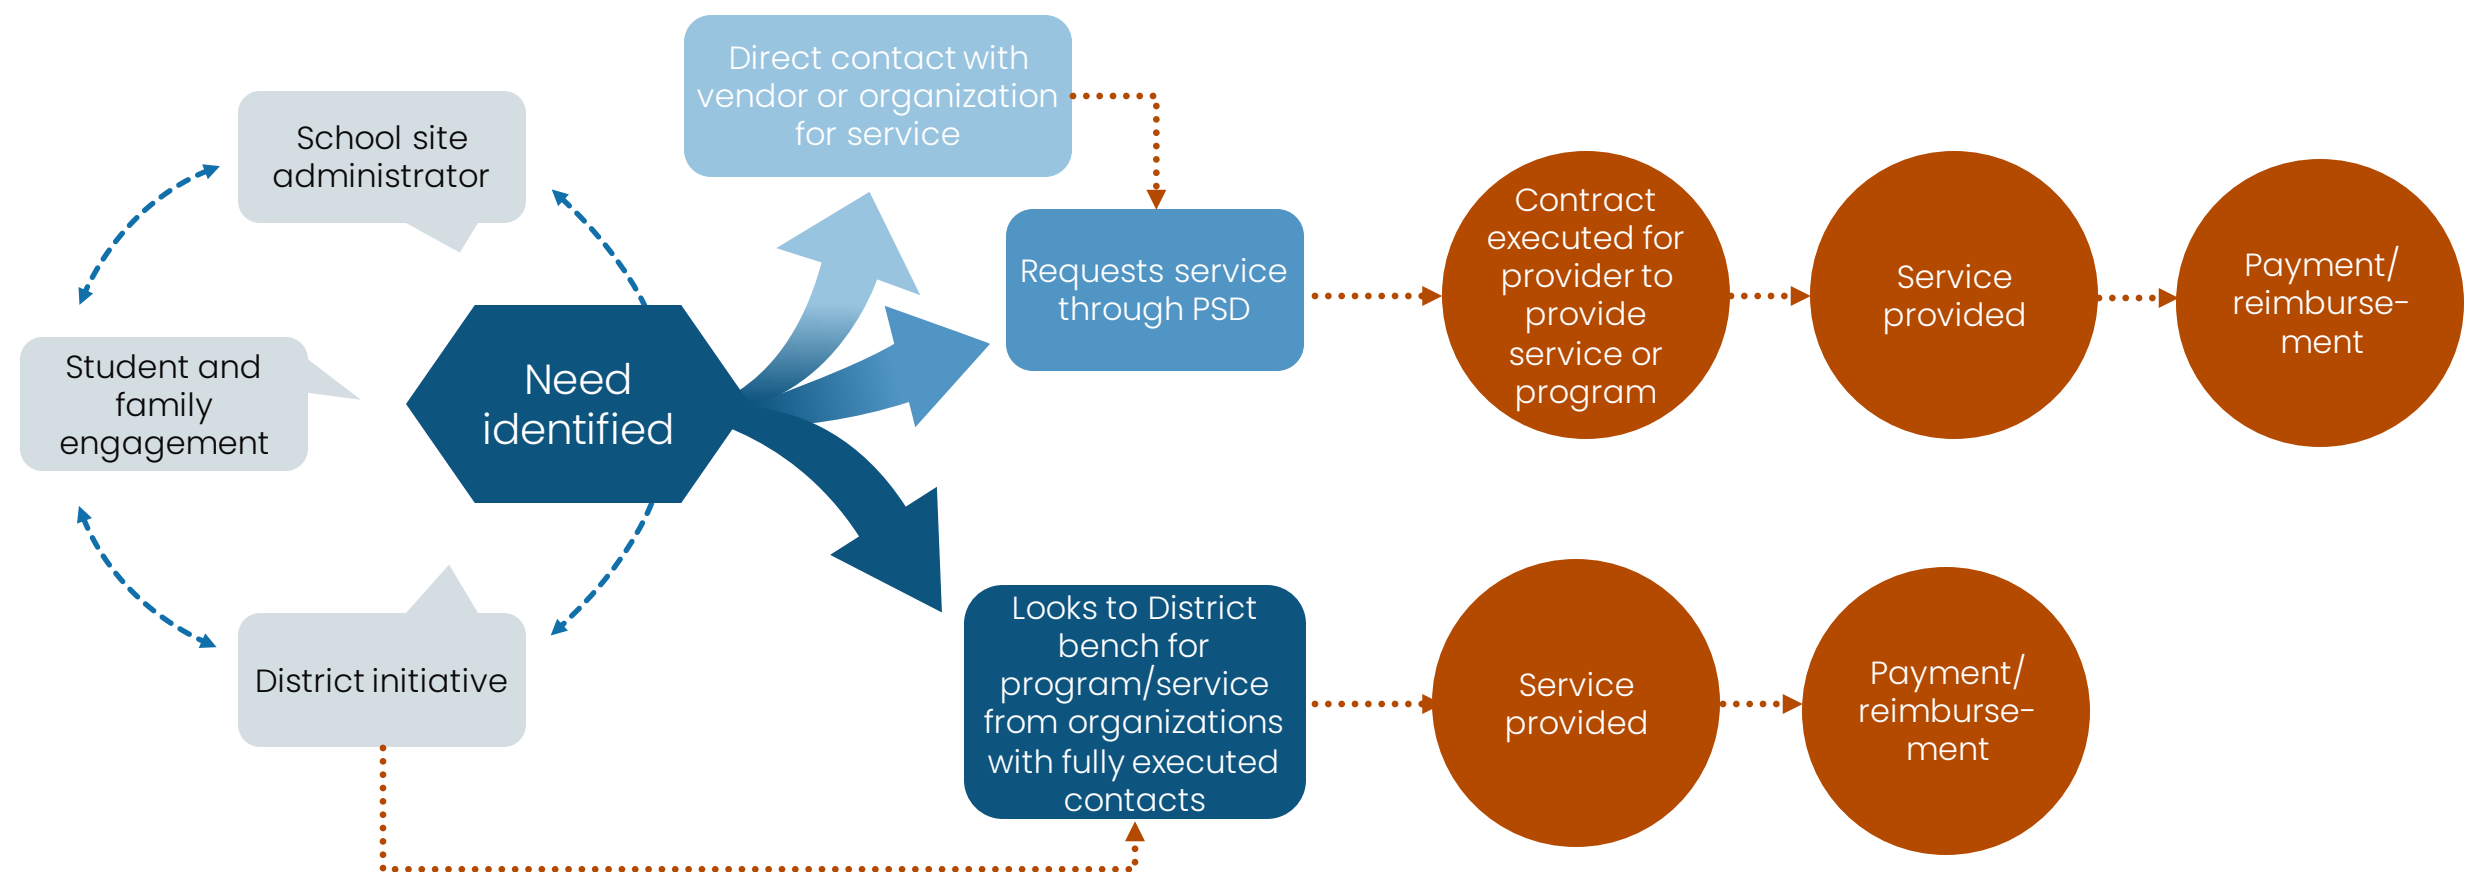 Direct contact with
vendor or organization
for service
School site
administrator
Student and
family
engagement
District initiative
Need
identified
Requests service
through PSD
Contract
executed for
provider to
provide
service or
program
Service
provided
Payment/
reimburse-
ment
Looks to District
bench for
program/service
from organizations
with fully executed
contacts
Service
provided
Payment/
reimburse-
ment